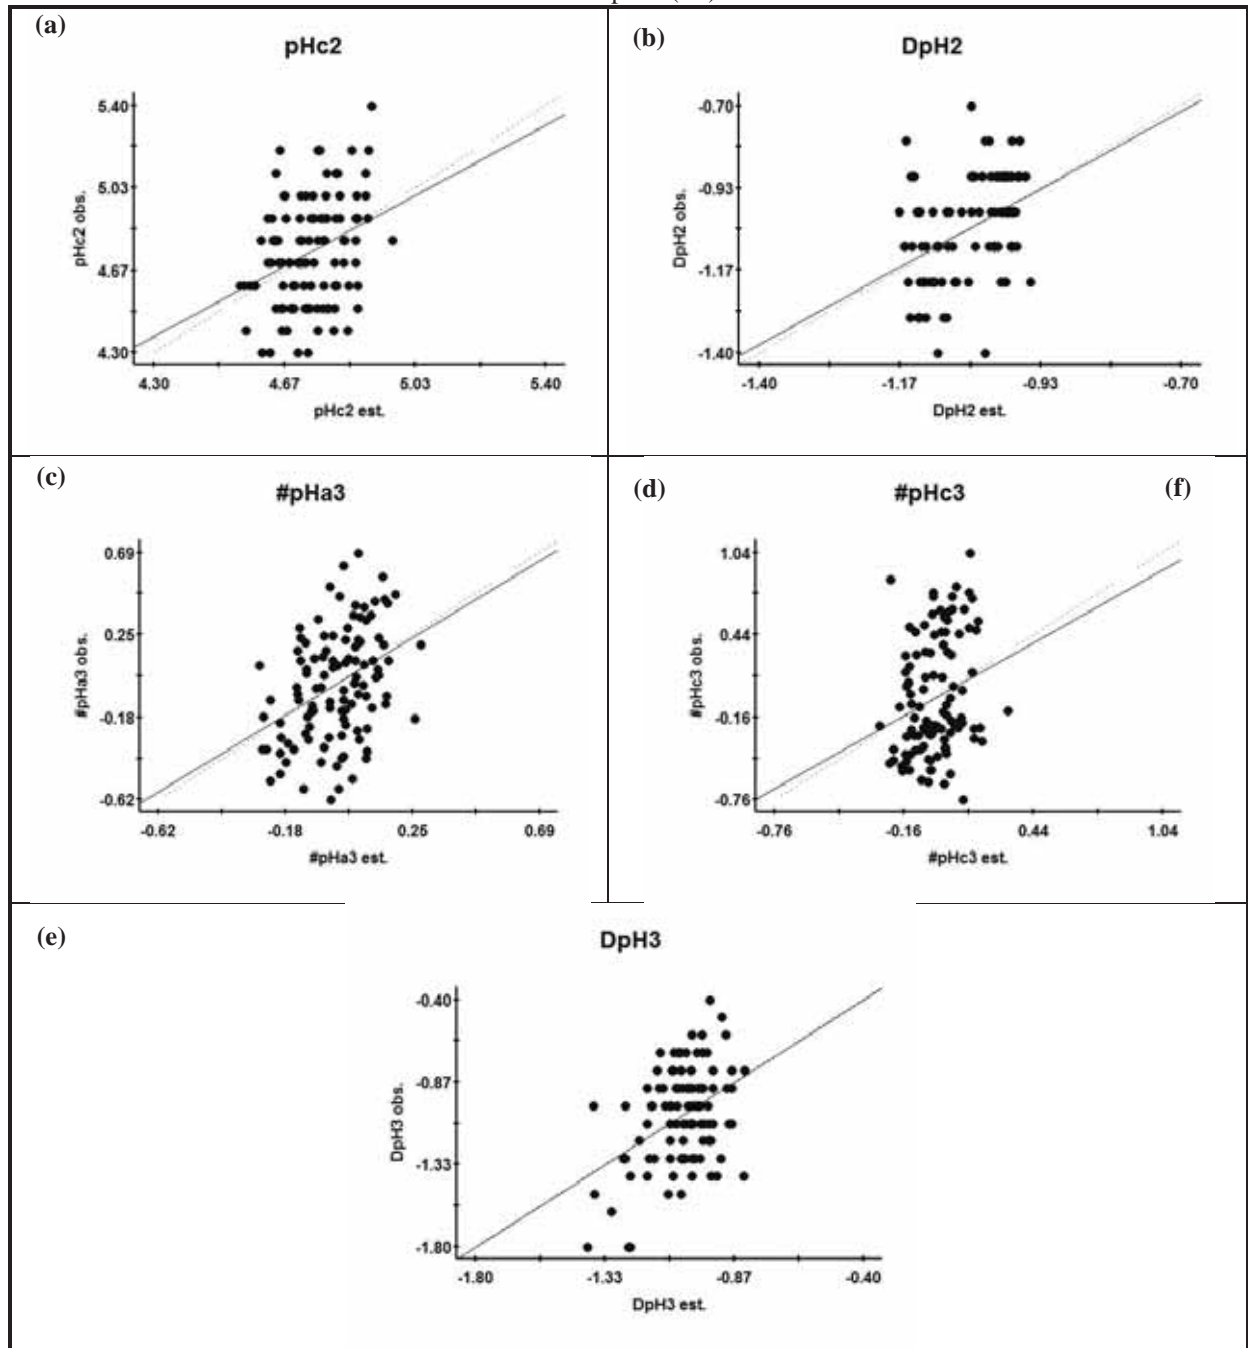 (a)
pHc2
5.40
5.03
4.67
4.30
pHc2 obs.
4.30 4.67 5.03 5.40
pHc2 est.
(b)
DpH2
-0.70
-0.93
-1.17
-1.40
DpH2 obs.
-1.40 -1.17 -0.93 -0.70
DpH2 est.
(c)
#pHa3
0.69
0.25
-0.18
-0.62
#pHa3 obs.
-0.62 -0.18 0.25 0.69
#pHa3 est.
(d)
#pHc3
(f)
1.04
0.44
-0.16
-0.76
#pHc3 obs.
-0.76 -0.16 0.44 1.04
#pHc3 est.
(e)
DpH3
-0.40
-0.87
-1.33
-1.80
DpH3 obs.
-1.80 -1.33 -0.87 -0.40
DpH3 est.